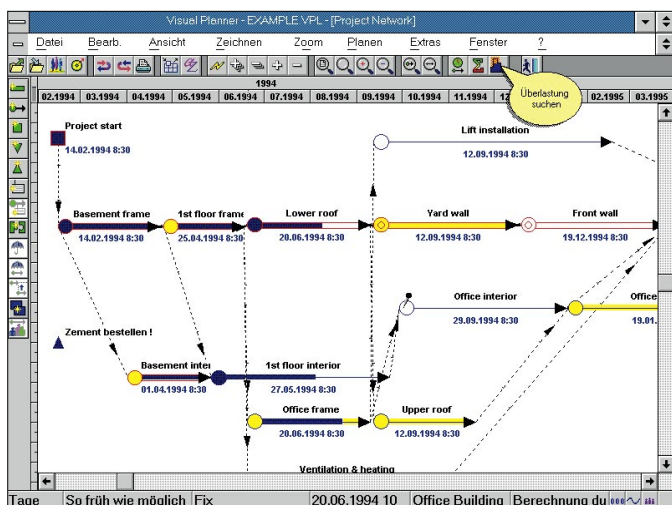 Visual Planner - EXAMPLE VPL - [Project Network]
Datei Bearb. Ansicht Zeichnen Zoom Planen Extras Fenster ?
1994
02.1994 03.1994 04.1994 05.1994 06.1994 07.1994 08.1994 09.1994 10.1994 11.1994 02.1995 03.1995
Überlastung
suchen
Project start
14.02.1994 8:30
Lift installation
12.09.1994 8:30
Basement frame
14.02.1994 8:30
1st floor frame
25.04.1994 8:30
Lower roof
20.06.1994 8:30
Yard wall
12.09.1994 8:30
Front wall
19.12.1994 8:30
Office interior
29.09.1994 8:30
Office
19.01.
Zement bestellen !
Basement inter
01.04.1994 8:30
1st floor interior
27.05.1994 8:30
Office frame
20.06.1994 8:30
Upper roof
12.09.1994 8:30
Ventilation & heating
Tage So früh wie möglich Fix 20.06.1994 10 Office Building Berechnung du